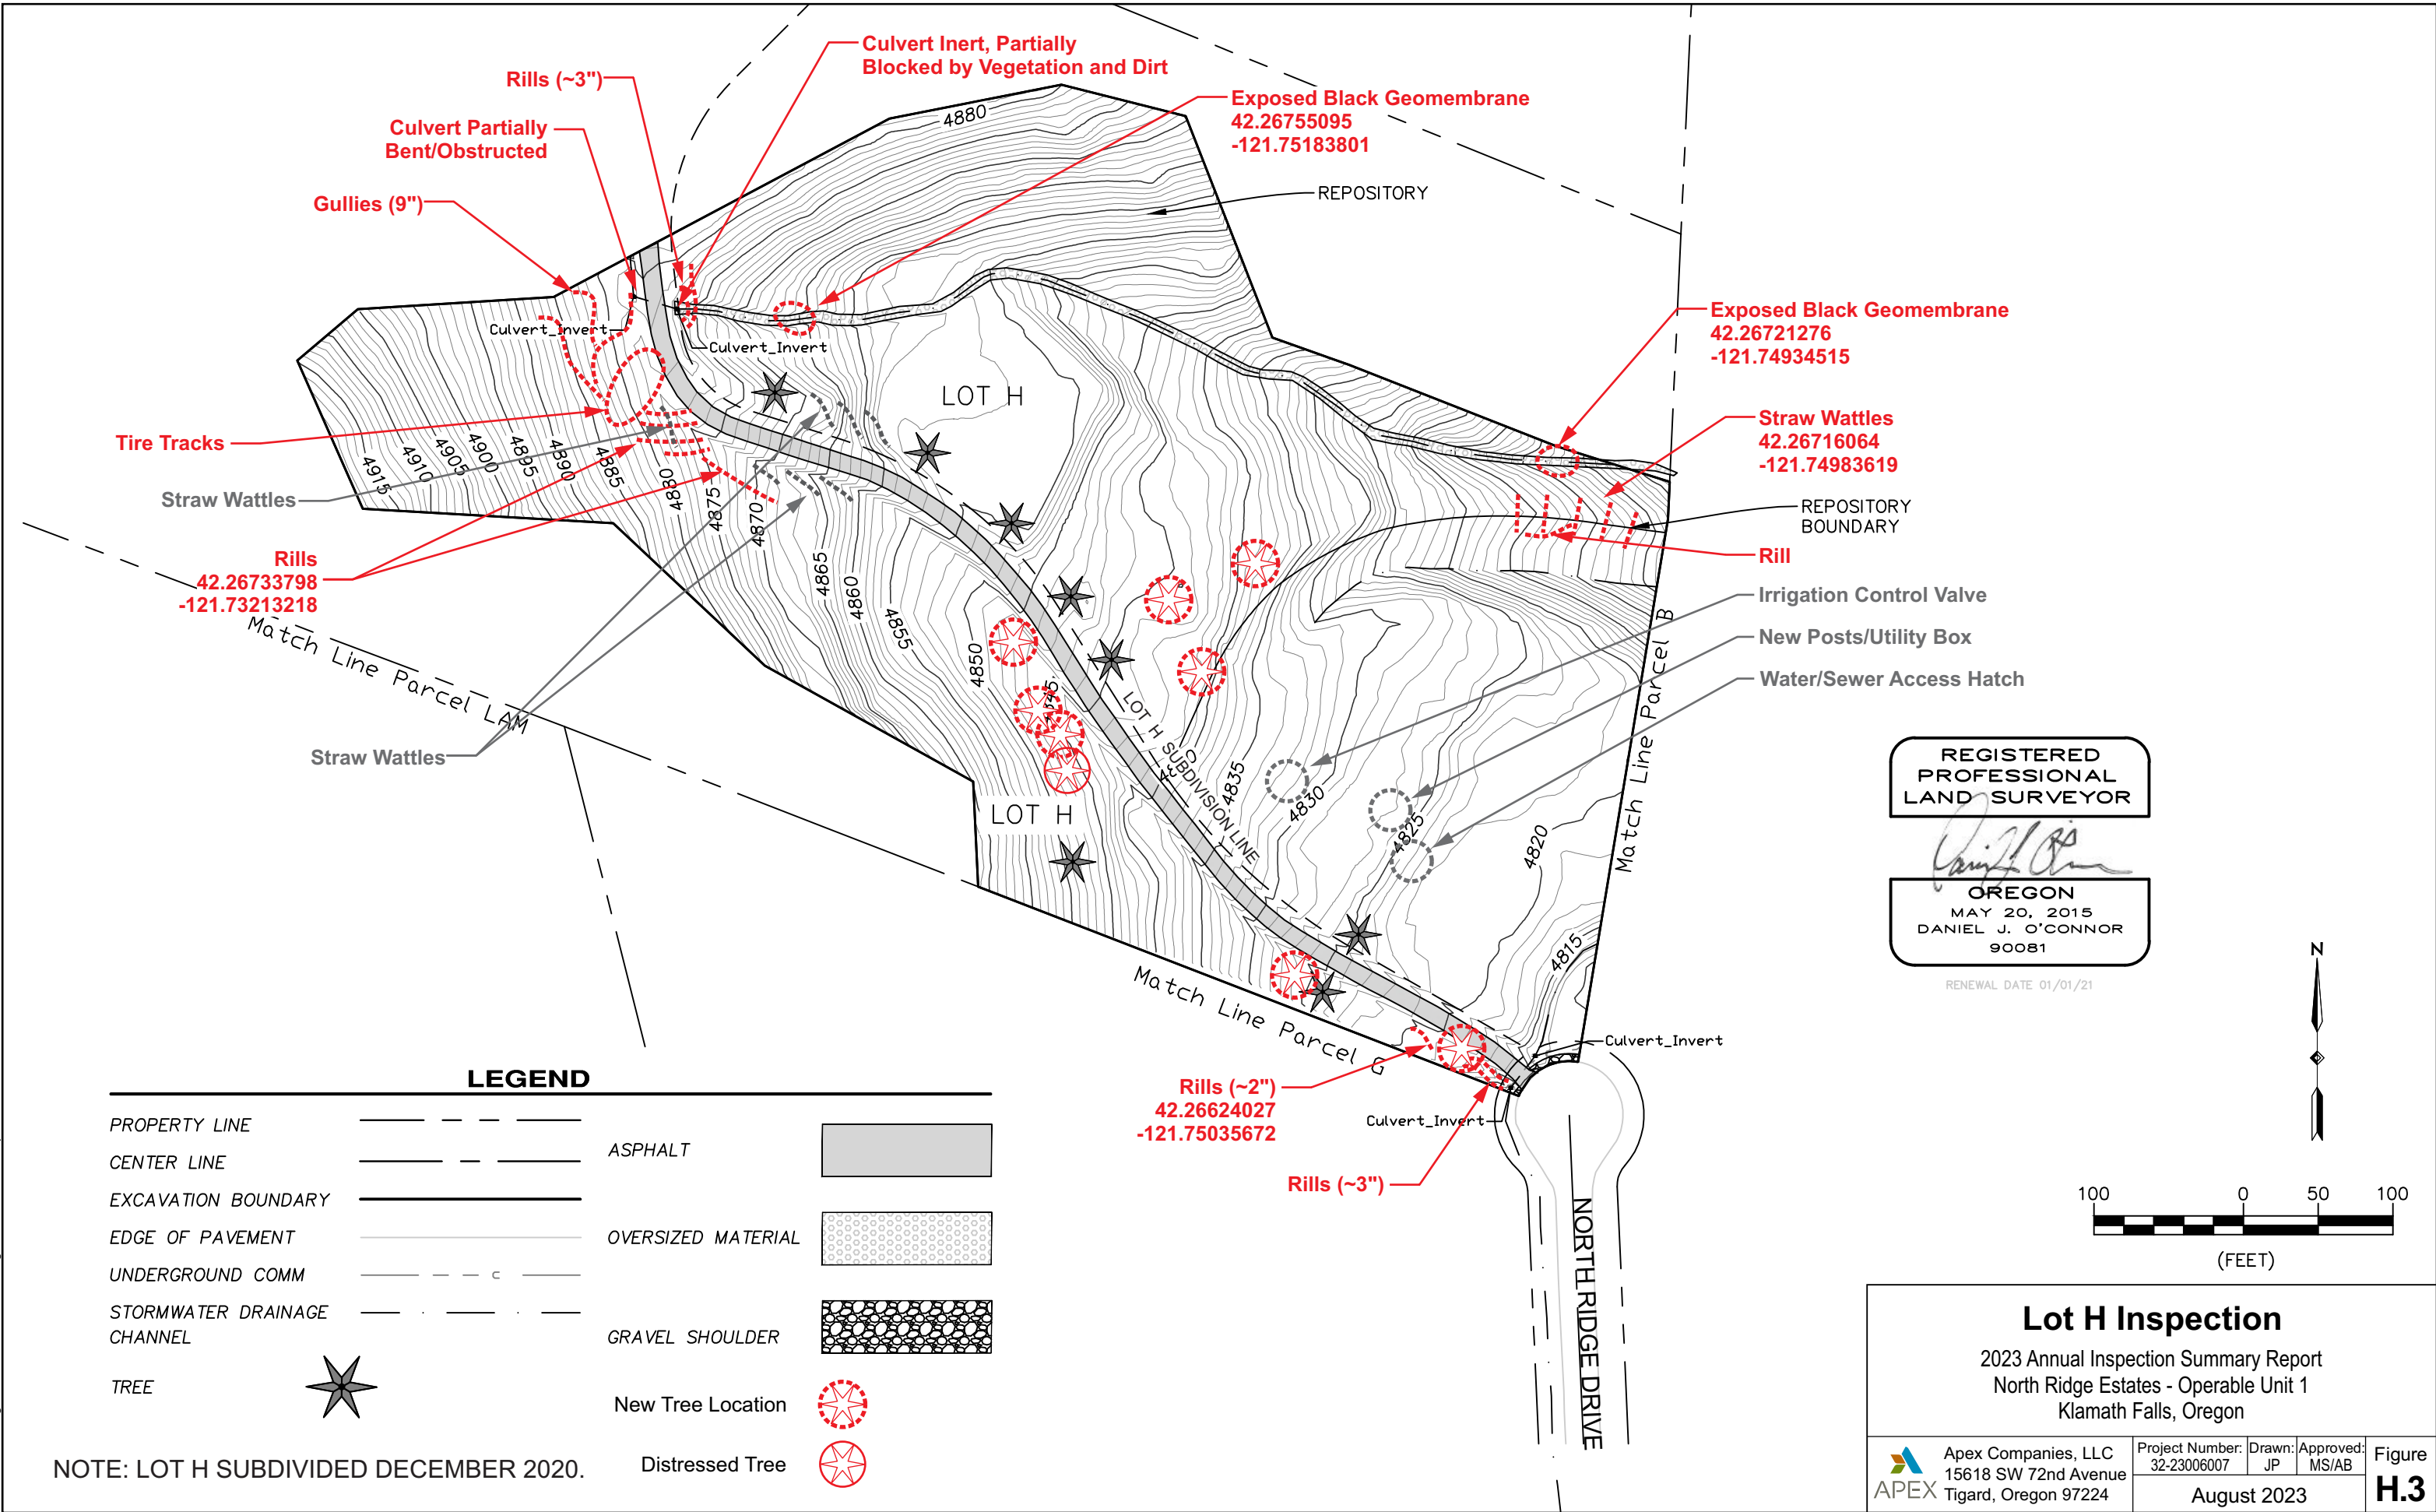 Culvert Inert, Partially
Blocked by Vegetation and Dirt
Rills (~3")
Exposed Black Geomembrane
42.26755095
-121.75183801
4880
Culvert Partially
Bent/Obstructed
REPOSITORY
Gullies (9")
Culvert_Invert
Culvert_Invert
Exposed Black Geomembrane
42.26721276
-121.74934515
LOT H
Straw Wattles
42.26716064
-121.74983619
Tire Tracks
4915
4910
4905
4900
4895
4890
4885
4880
4875
4870
4865
4860
4855
4850
Straw Wattles
REPOSITORY
BOUNDARY
Rill
Rills
42.26733798
-121.73213218
Irrigation Control Valve
New Posts/Utility Box
Water/Sewer Access Hatch
Match Line Parcel LAM
Match Line Parcel B
Straw Wattles
LOT H SUBDIVISION LINE
4835
4830
4825
4820
4815
LOT H
REGISTERED
PROFESSIONAL
LAND SURVEYOR
OREGON
MAY 20, 2015
DANIEL J. O'CONNOR
90081
RENEWAL DATE 01/01/21
N
Match Line Parcel G
Culvert_Invert
Rills (~2")
42.26624027
-121.75035672
Culvert_Invert
Rills (~3")
NORTH RIDGE DRIVE
100 0 50 100
(FEET)
LEGEND
PROPERTY LINE
CENTER LINE
EXCAVATION BOUNDARY
EDGE OF PAVEMENT
UNDERGROUND COMM
C
STORMWATER DRAINAGE
CHANNEL
TREE
ASPHALT
OVERSIZED MATERIAL
GRAVEL SHOULDER
New Tree Location
Distressed Tree
NOTE: LOT H SUBDIVIDED DECEMBER 2020.
Lot H Inspection
2023 Annual Inspection Summary Report
North Ridge Estates - Operable Unit 1
Klamath Falls, Oregon
APEX
Apex Companies, LLC
15618 SW 72nd Avenue
Tigard, Oregon 97224
Project Number:
32-23006007
Drawn:
JP
Approved:
MS/AB
August 2023
Figure
H.3